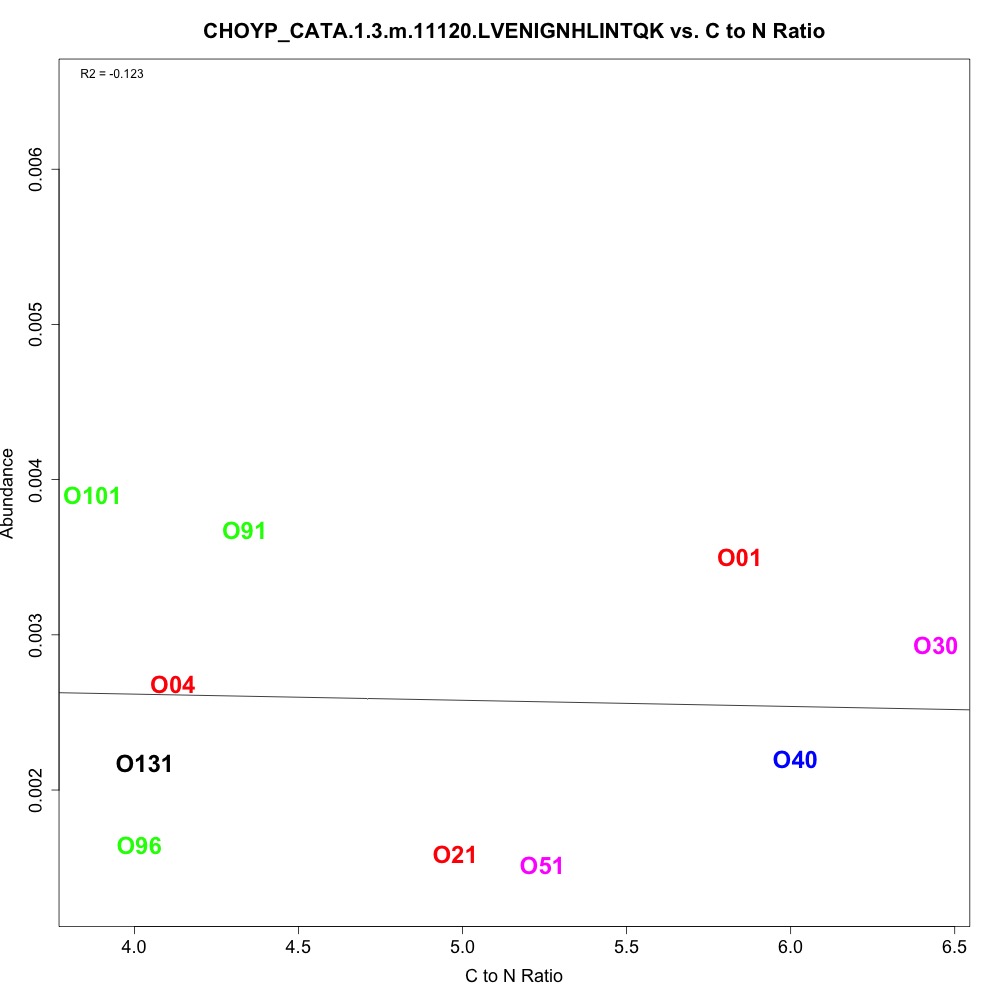 CHOYP_CATA.1.3.m.11120.LVENIGNHLINTQK vs. C to N Ratio
R2 = -0.123
0.006
0.005
0.004
0.003
0.002
Abundance
O101
O91
O01
O30
O04
O131
O40
O96
O21
O51
4.0 4.5 5.0 5.5 6.0 6.5
C to N Ratio